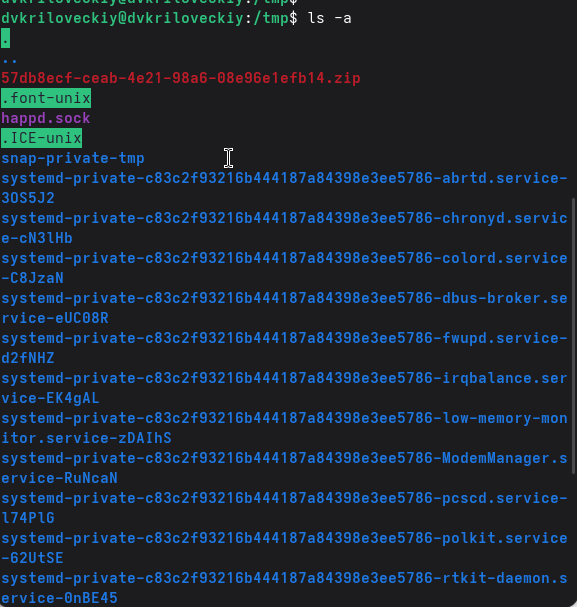 dvkriloveckiy@dvkriloveckiy:/tmp$
dvkriloveckiy@dvkriloveckiy:/tmp$ ls -a
.
..
57db8ecf-ceab-4e21-98a6-08e96e1efb14.zip
.font-unix
happd.sock
.ICE-unix
snap-private-tmp
systemd-private-c83c2f93216b444187a84398e3ee5786-abrtd.service-
3OS5J2
systemd-private-c83c2f93216b444187a84398e3ee5786-chronyd.servic
e-cN3lHb
systemd-private-c83c2f93216b444187a84398e3ee5786-colord.service
-C8JzaN
systemd-private-c83c2f93216b444187a84398e3ee5786-dbus-broker.se
rvice-eUC08R
systemd-private-c83c2f93216b444187a84398e3ee5786-fwupd.service-
d2fNHZ
systemd-private-c83c2f93216b444187a84398e3ee5786-irqbalance.ser
vice-EK4gAL
systemd-private-c83c2f93216b444187a84398e3ee5786-low-memory-mon
itor.service-zDAIhS
systemd-private-c83c2f93216b444187a84398e3ee5786-ModemManager.s
ervice-RuNcaN
systemd-private-c83c2f93216b444187a84398e3ee5786-pcscd.service-
l74PlG
systemd-private-c83c2f93216b444187a84398e3ee5786-polkit.service
-62UtSE
systemd-private-c83c2f93216b444187a84398e3ee5786-rtkit-daemon.s
ervice-0nBE45